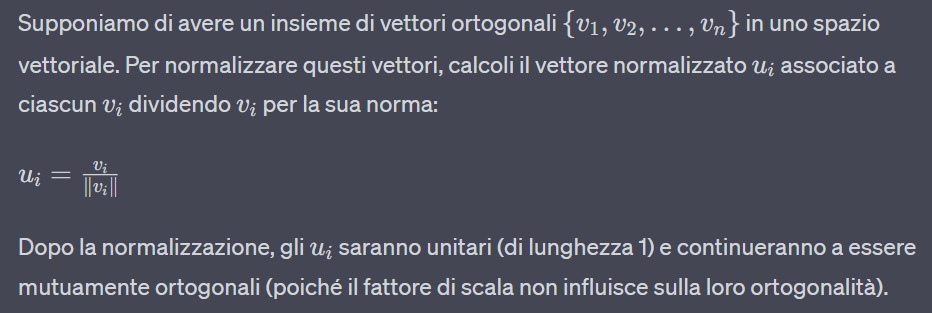 Supponiamo di avere un insieme di vettori ortogonali {v₁, v₂, . . . , vₙ} in uno spazio
vettoriale. Per normalizzare questi vettori, calcoli il vettore normalizzato uᵢ associato a
ciascun vᵢ dividendo vᵢ per la sua norma:
uᵢ = vᵢ / ‖vᵢ‖
Dopo la normalizzazione, gli uᵢ saranno unitari (di lunghezza 1) e continueranno a essere
mutuamente ortogonali (poiché il fattore di scala non influisce sulla loro ortogonalità).